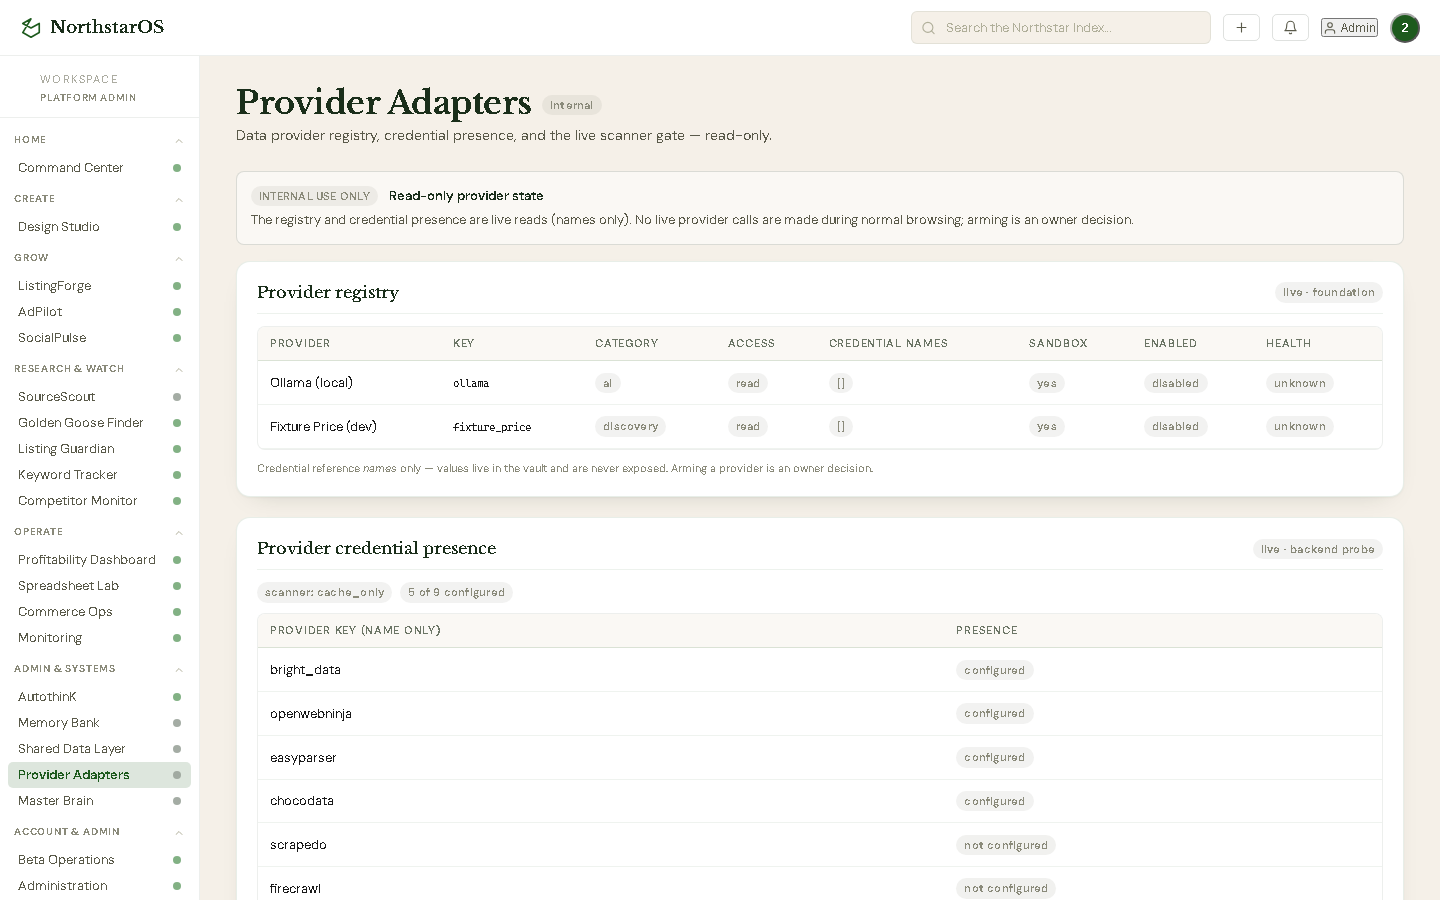 NorthstarOS
Search the Northstar Index...
Admin
2
WORKSPACE
PLATFORM ADMIN
HOME
Command Center
CREATE
Design Studio
GROW
ListingForge
AdPilot
SocialPulse
RESEARCH & WATCH
SourceScout
Golden Goose Finder
Listing Guardian
Keyword Tracker
Competitor Monitor
OPERATE
Profitability Dashboard
Spreadsheet Lab
Commerce Ops
Monitoring
ADMIN & SYSTEMS
AutothinK
Memory Bank
Shared Data Layer
Provider Adapters
Master Brain
ACCOUNT & ADMIN
Beta Operations
Administration
Provider Adapters Internal
Data provider registry, credential presence, and the live scanner gate — read-only.
INTERNAL USE ONLY Read-only provider state
The registry and credential presence are live reads (names only). No live provider calls are made during normal browsing; arming is an owner decision.
Provider registry live · foundation
PROVIDER KEY CATEGORY ACCESS CREDENTIAL NAMES SANDBOX ENABLED HEALTH
Ollama (local) ollama ai read [] yes disabled unknown
Fixture Price (dev) fixture_price discovery read [] yes disabled unknown
Credential reference names only — values live in the vault and are never exposed. Arming a provider is an owner decision.
Provider credential presence live · backend probe
scanner: cache_only 5 of 9 configured
PROVIDER KEY (NAME ONLY) PRESENCE
bright_data configured
openwebninja configured
easyparser configured
chocodata configured
scrapedo not configured
firecrawl not configured